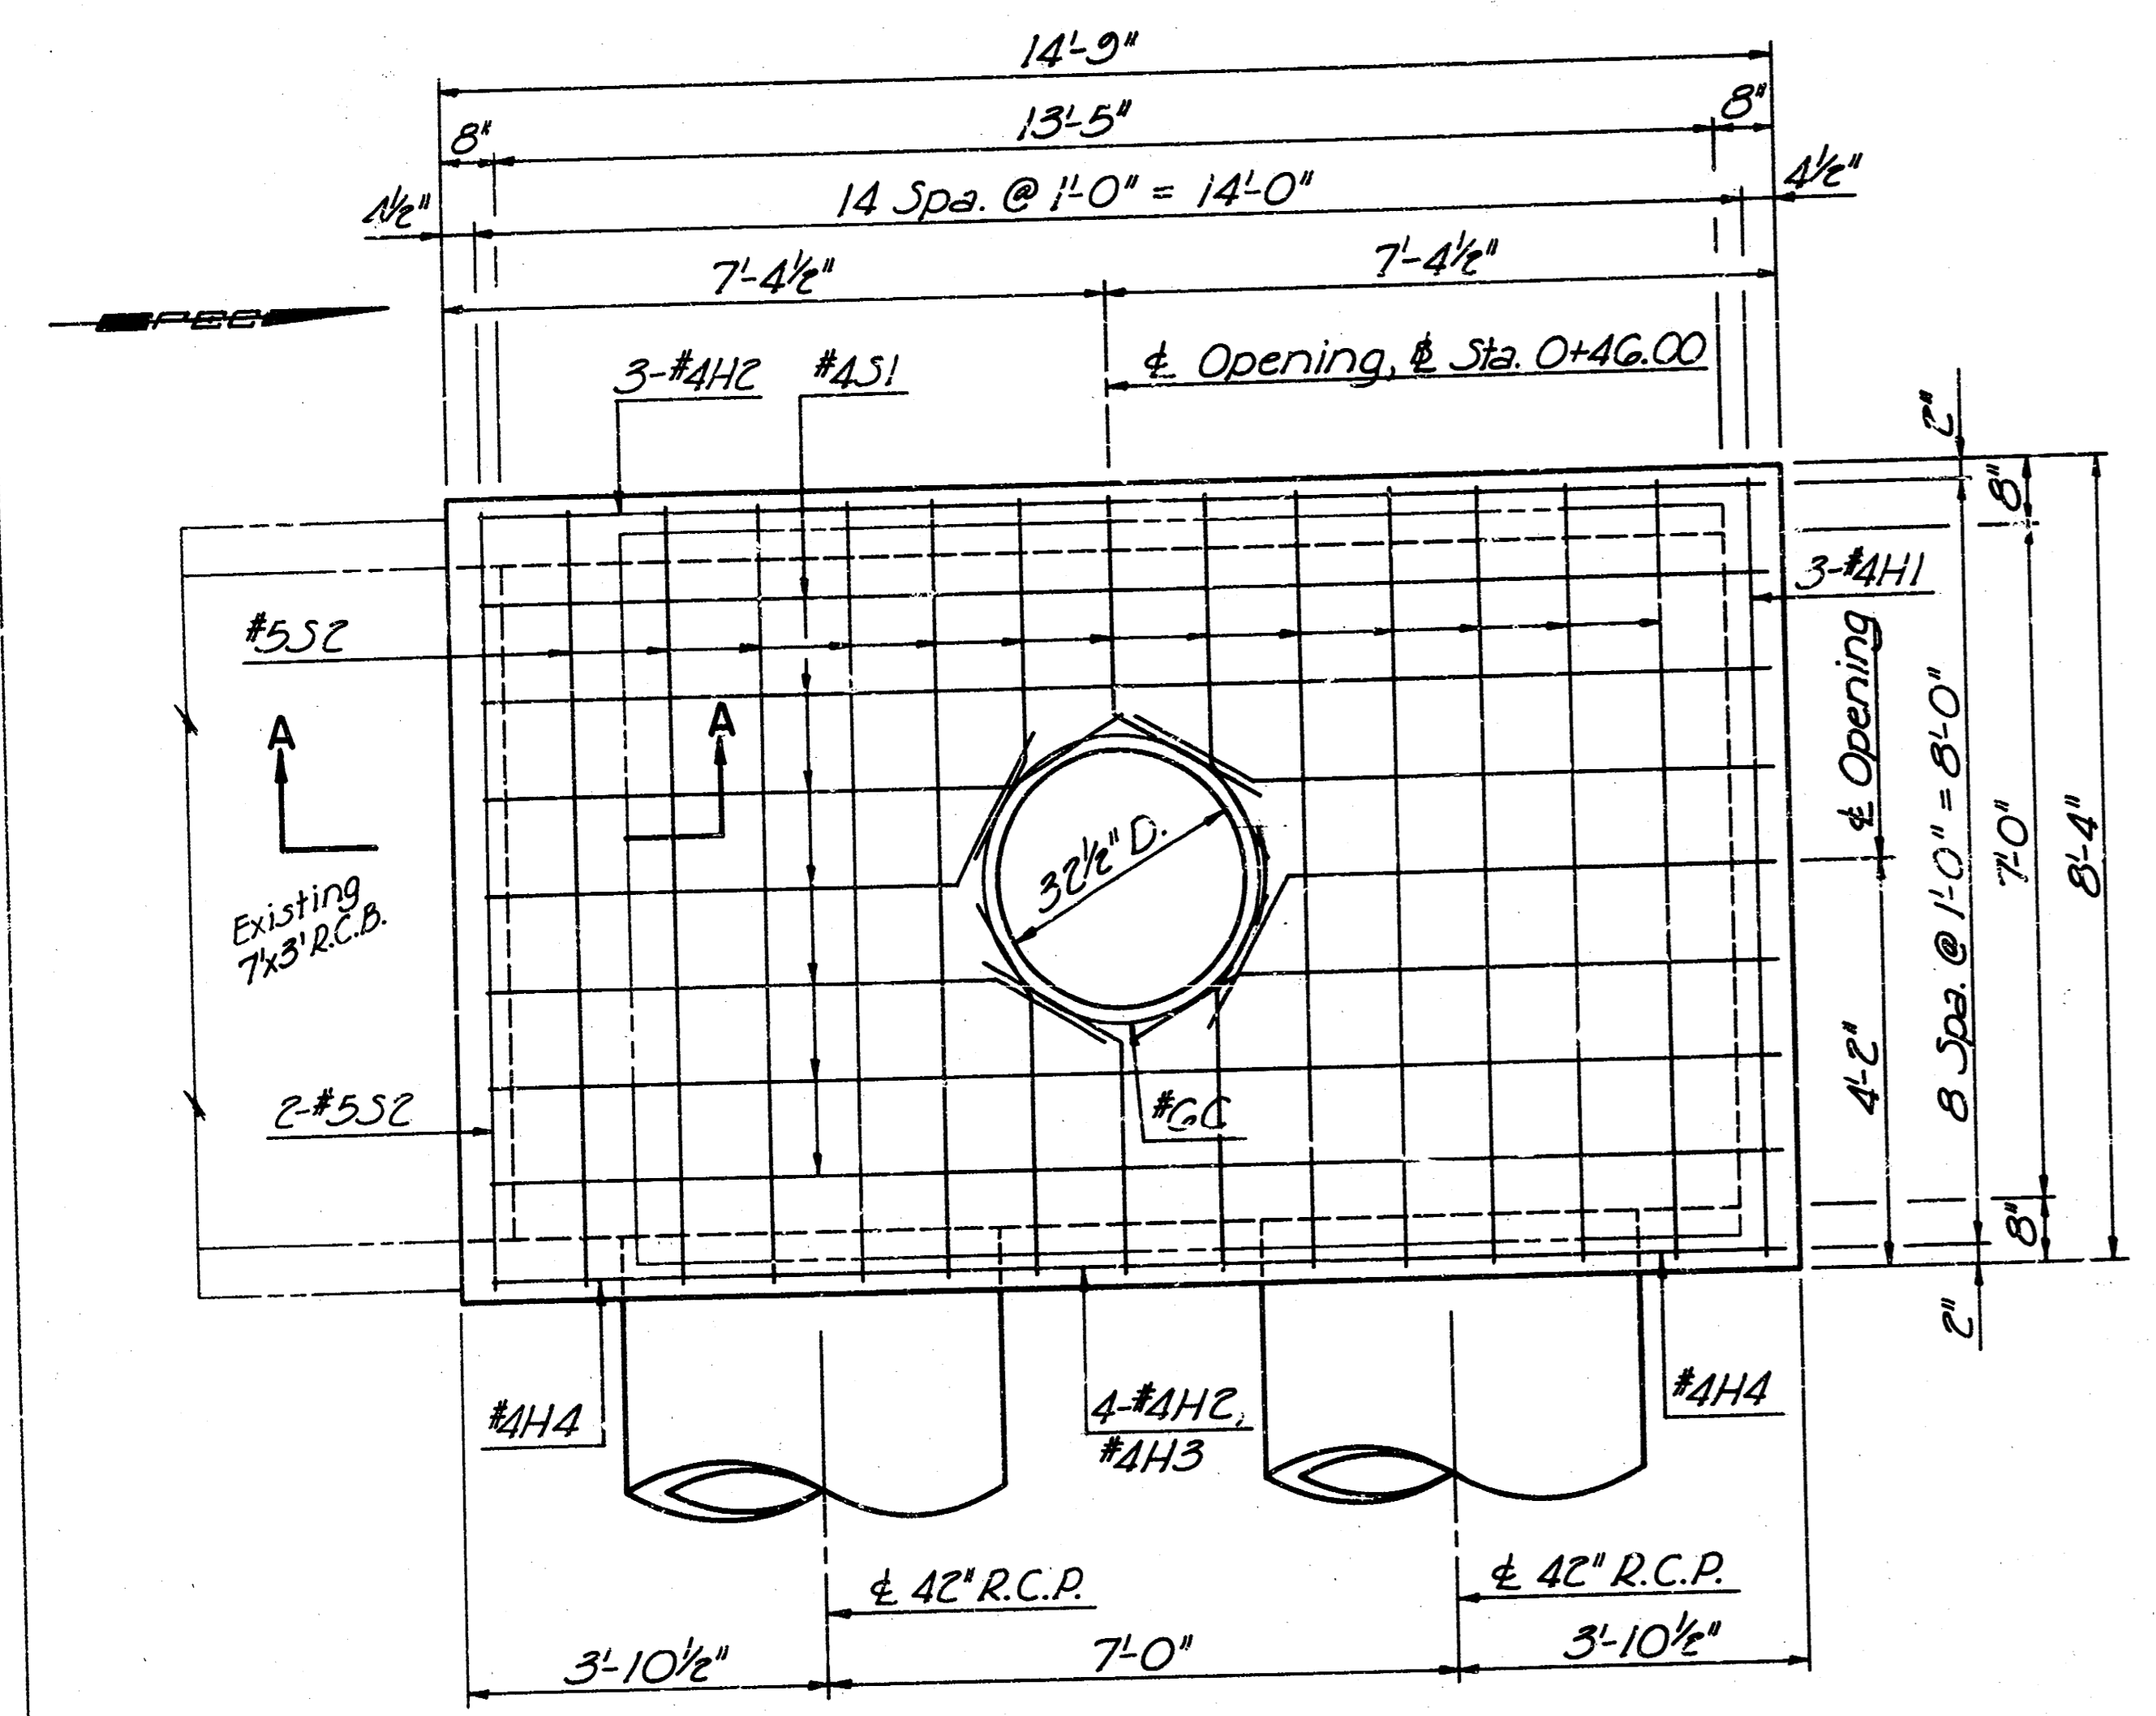 14'-9"
8" 13'-5" 8"
4½" 14 Spa. @ 1'-0" = 14'-0" 4½"
7'-4½" 7'-4½"
3-#4H2 #4S1 ℄ Opening, ⅊ Sta. 0+46.00
2"
8"
3-#4H1
#5S2
℄ Opening
A A
8 Spa. @ 1'-0" = 8'-0"
7'-0"
8'-4"
32½" D.
Existing
7'x3' R.C.B.
4'-2"
2-#5S2
#6C
8"
2"
#4H4
4-#4H2,
#4H3
#4H4
℄ 42" R.C.P. ℄ 42" R.C.P.
3'-10½" 7'-0" 3'-10½"